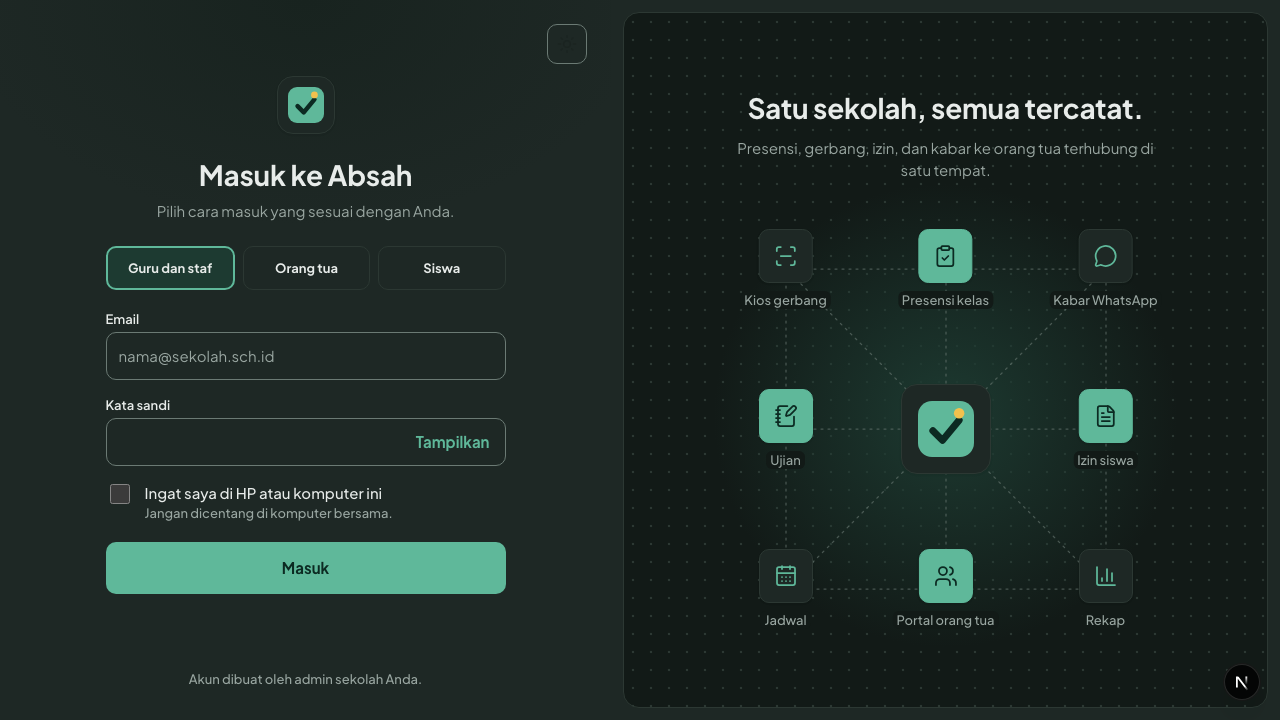 Masuk ke Absah
Pilih cara masuk yang sesuai dengan Anda.
Guru dan staf
Orang tua
Siswa
Email
nama@sekolah.sch.id
Kata sandi
Tampilkan
Ingat saya di HP atau komputer ini
Jangan dicentang di komputer bersama.
Masuk
Akun dibuat oleh admin sekolah Anda.
Satu sekolah, semua tercatat.
Presensi, gerbang, izin, dan kabar ke orang tua terhubung di
satu tempat.
Kios gerbang
Presensi kelas
Kabar WhatsApp
Ujian
Izin siswa
Jadwal
Portal orang tua
Rekap
N